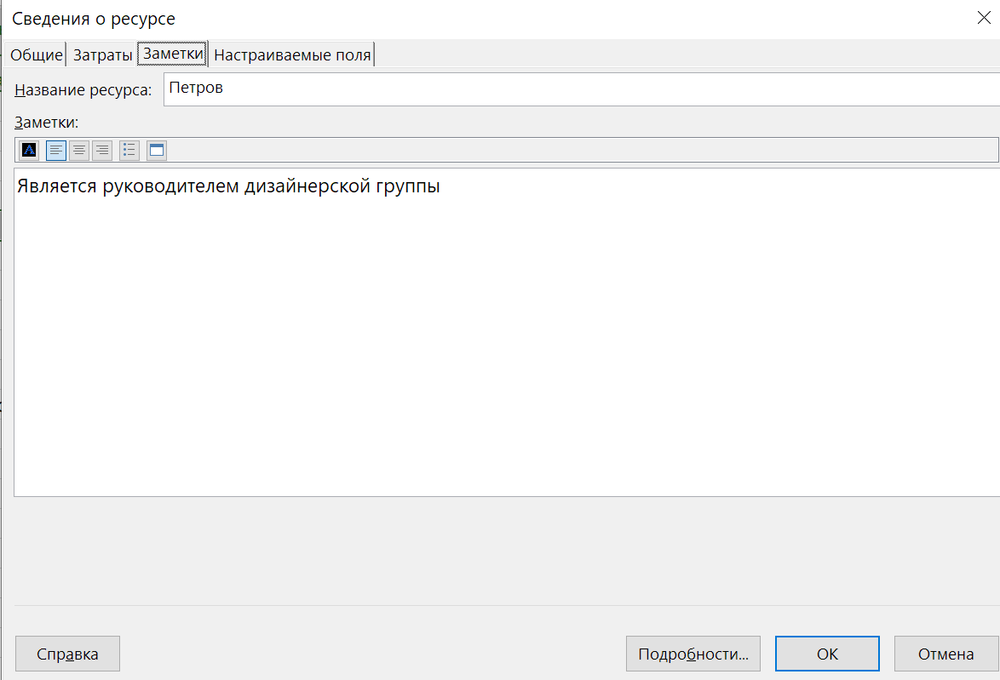 Сведения о ресурсе
Общие Затраты Заметки Настраиваемые поля
Название ресурса: Петров
Заметки:
A
Является руководителем дизайнерской группы
Справка Подробности... ОК Отмена